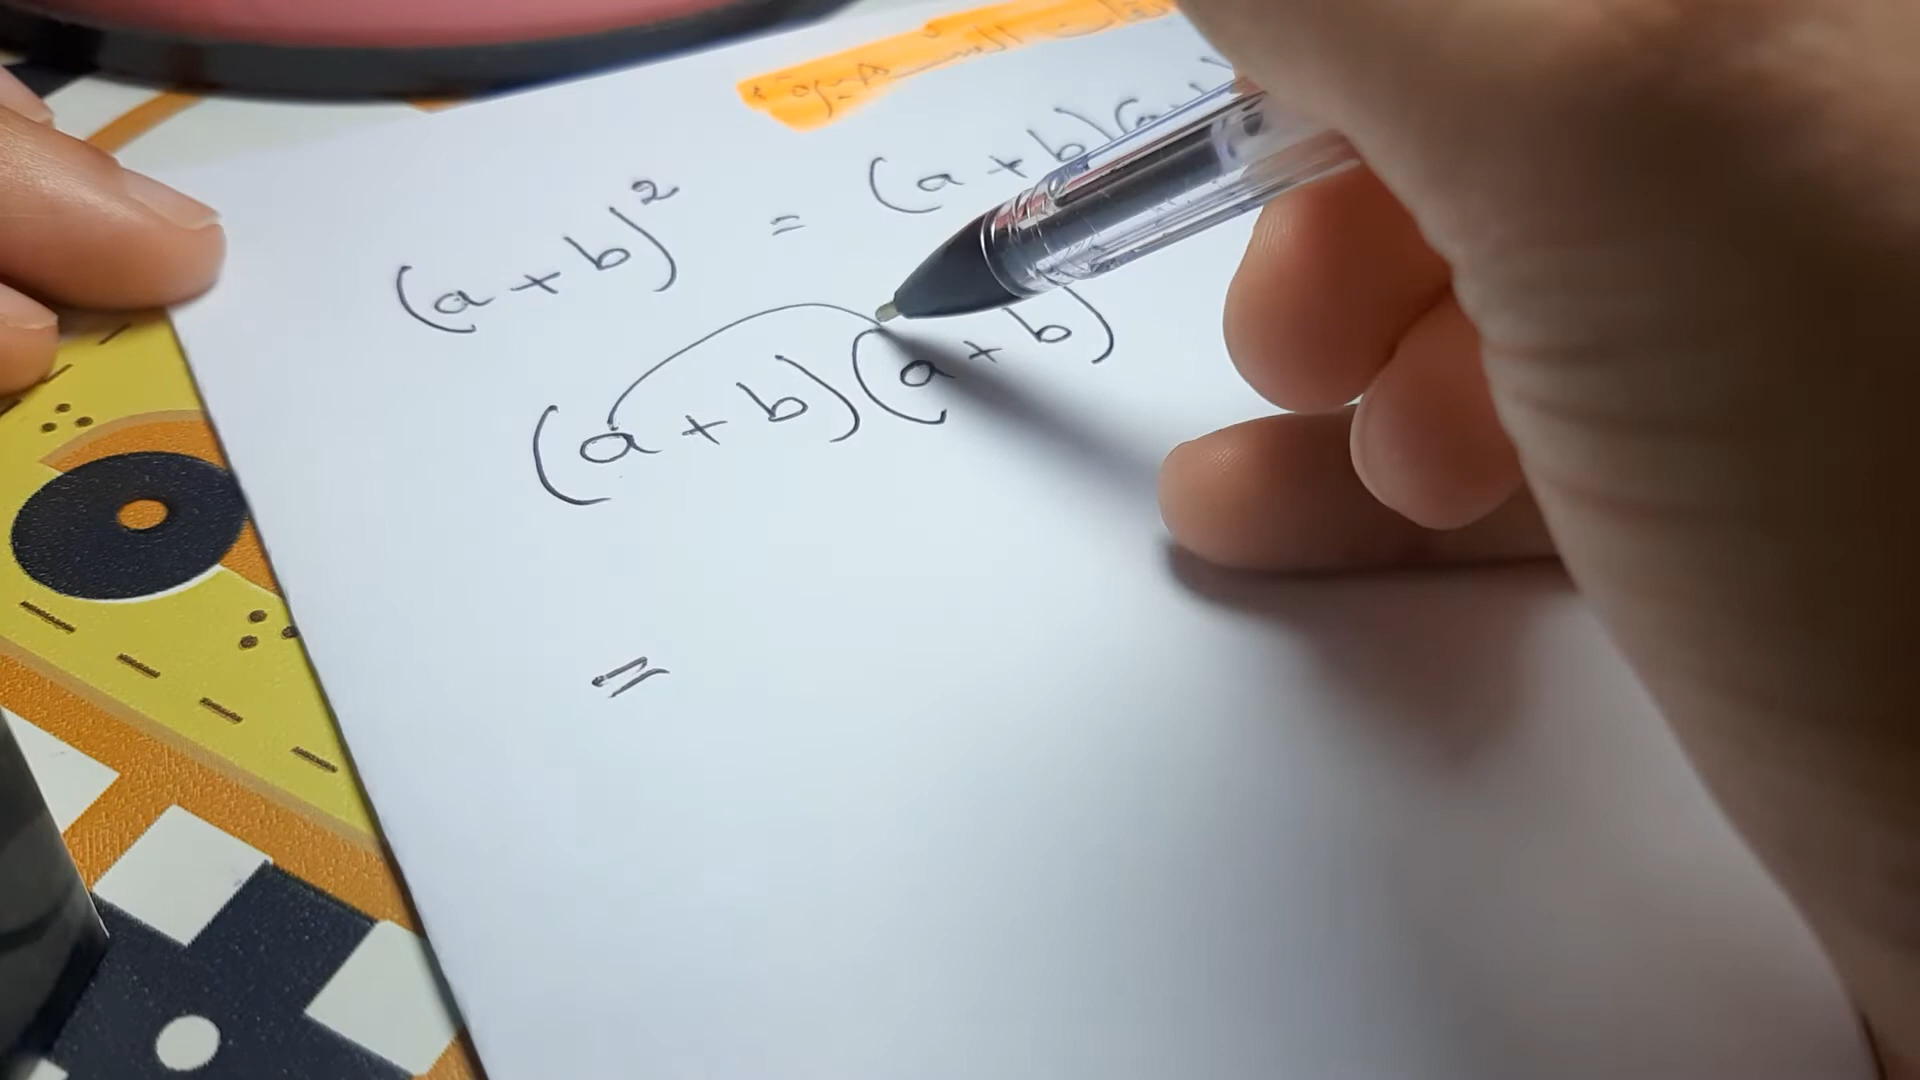 (a + b)² = (a + b)(a
(a + b)(a + b)
=